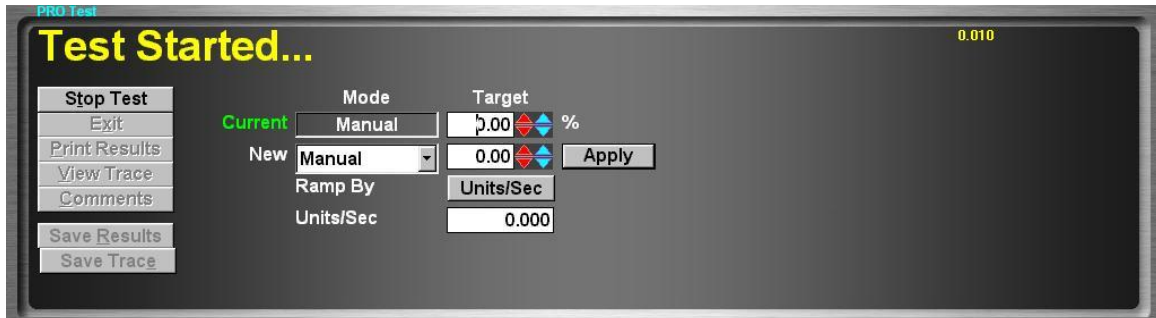 PRO Test
Test Started...
0.010
Stop Test
Exit
Print Results
View Trace
Comments
Save Results
Save Trace
Mode Target
Current Manual 0.00 %
New Manual 0.00 Apply
Ramp By Units/Sec
Units/Sec 0.000